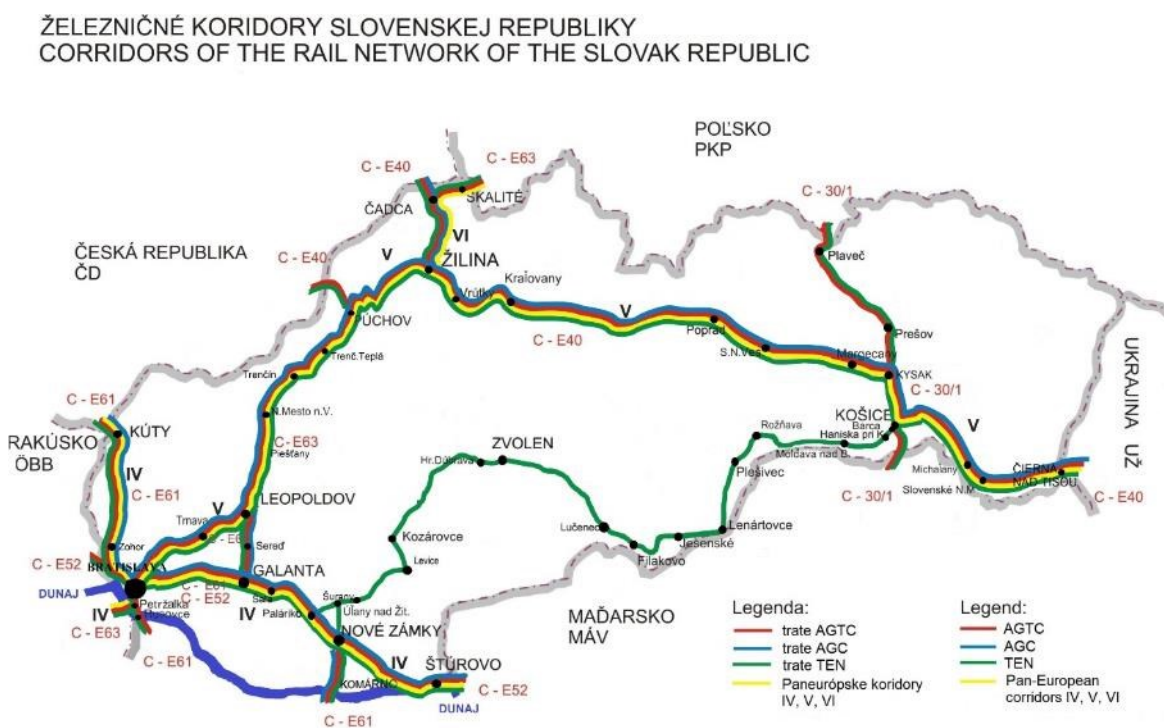 ŽELEZNIČNÉ KORIDORY SLOVENSKEJ REPUBLIKY
CORRIDORS OF THE RAIL NETWORK OF THE SLOVAK REPUBLIC
POĽSKO
PKP
C - E40
C - E63
C - 30/1
SKALITÉ
ČADCA
VI
ČESKÁ REPUBLIKA
ČD
C - E40
V
ŽILINA
Plaveč
Vrútky
Kraľovany
PÚCHOV
V
Poprad
Prešov
C - E40
S.N.Ves
Margecany
Trenč.Teplá
Trenčín
KYSAK
C - 30/1
UKRAJINA UŽ
C - E61
N.Mesto n.V.
KOŠICE
KÚTY
RAKÚSKO
ÖBB
C - E63
Piešťany
ZVOLEN
Hr.Dúbrava
Rožňava
Barca
Haniska pri K.
Moldava nad B.
V
IV
Plešivec
Michaľany
ČIERNA
NAD TISOU
Slovenské N.M
C - E61
LEOPOLDOV
V
C - 30/1
C - E40
Trnava
Lučenec
Lenártovce
Kozárovce
Jesenské
Zohor
Sereď
Fiľakovo
C - E52
BRATISLAVA
GALANTA
Levice
C - E61
C - E52
DUNAJ
Petržalka
Rusovce
IV
Šaľa
IV
Palárikovo
Šurany
Úľany nad Žit.
MAĎARSKO
MÁV
C - E63
NOVÉ ZÁMKY
C - E61
IV
ŠTÚROVO
KOMÁRNO
C - E52
C - E61
DUNAJ
Legenda:
trate AGTC
trate AGC
trate TEN
Paneurópske koridory
IV, V, VI
Legend:
AGTC
AGC
TEN
Pan-European
corridors IV, V, VI